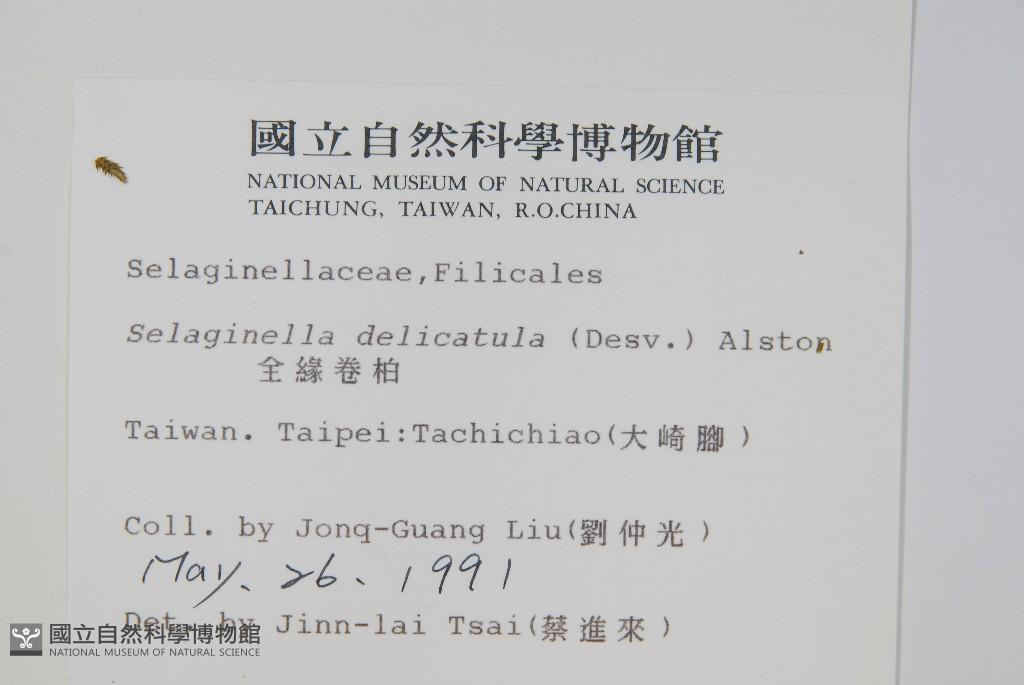 國立自然科學博物館
NATIONAL MUSEUM OF NATURAL SCIENCE
TAICHUNG, TAIWAN, R.O.CHINA
Selaginellaceae,Filicales
Selaginella delicatula (Desv.) Alston
全緣卷柏
Taiwan. Taipei:Tachichiao(大崎腳)
Coll. by Jonq-Guang Liu(劉仲光)
May. 26. 1991
Det. by Jinn-lai Tsai(蔡進來)
國立自然科學博物館
NATIONAL MUSEUM OF NATURAL SCIENCE